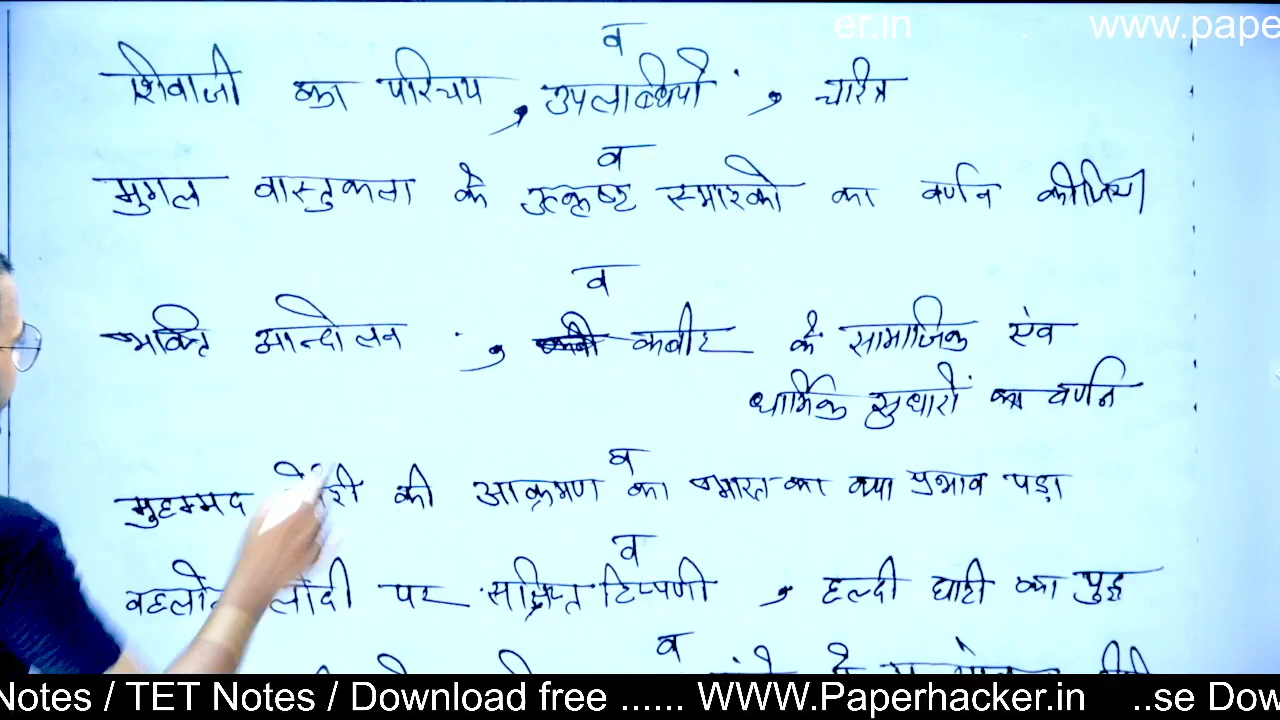 er.in www.pape
व
शिवाजी का परिचय , उपलब्धियाँ , चरित्र
व
मुगल वास्तुकला के उत्कृष्ट स्मारको का वर्णन कीजिये
व
भक्ति आन्दोलन , कबीर के सामाजिक एंव
धार्मिक सुधारों का वर्णन
व
मुहम्मद की आक्रमण का भारत का क्या प्रभाव पड़ा
व
लोदी पर संक्षिप्त टिप्पणी , हल्दी घाटी का युद्ध
व
Notes / TET Notes / Download free ...... WWW.Paperhacker.in ..se Dow